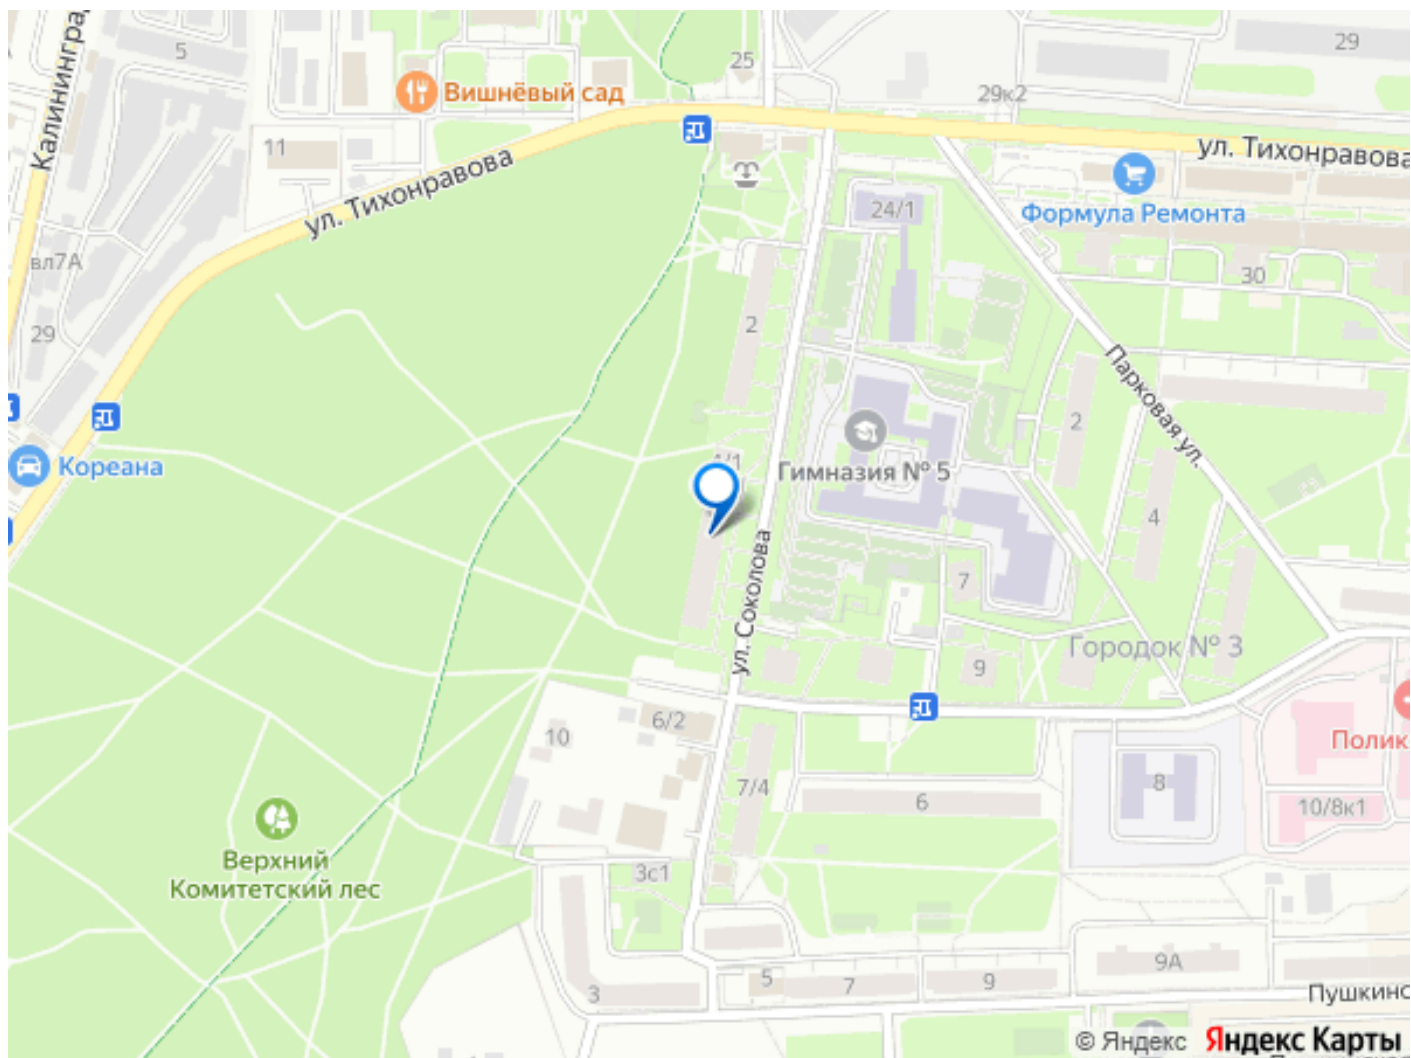 Калининград
5
25
29
Вишнёвый сад
29к2
11
ул. Тихонравова
ул. Тихонравова
24/1
Формула Ремонта
вл7А
30
29
2
Парковая ул.
2
Кореана
4/1
Гимназия № 5
4
ул. Соколова
7
Городок № 3
9
6/2
10
Полик
7/4
6
8
10/8к1
Верхний
Комитетский лес
3с1
9А
5
7
9
3
Пушкинс
© Яндекс
Яндекс Карты